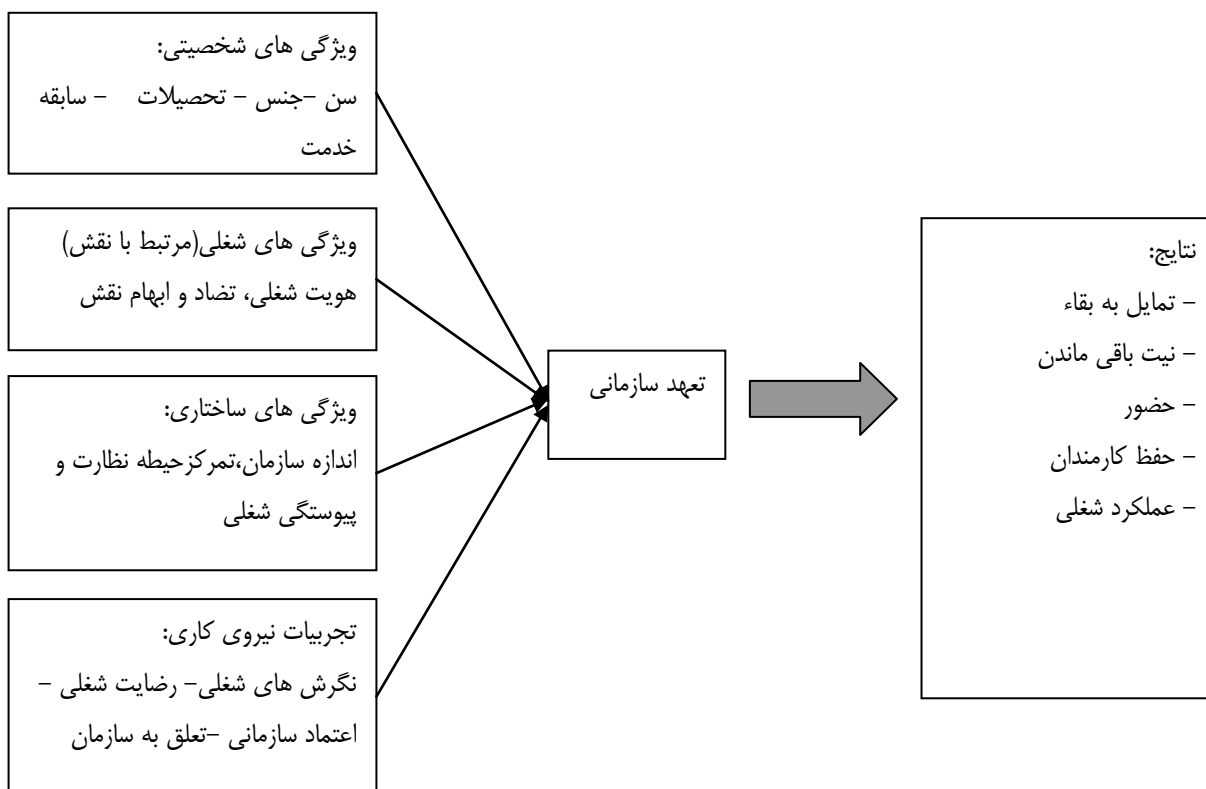 ویژگی های شخصیتی:
سن –جنس – تحصیلات – سابقه
خدمت
ویژگی های شغلی(مرتبط با نقش)
هویت شغلی، تضاد و ابهام نقش
ویژگی های ساختاری:
اندازه سازمان،تمرکزحیطه نظارت و
پیوستگی شغلی
تجربیات نیروی کاری:
نگرش های شغلی– رضایت شغلی –
اعتماد سازمانی –تعلق به سازمان
تعهد سازمانی
نتایج:
– تمایل به بقاء
– نیت باقی ماندن
– حضور
– حفظ کارمندان
– عملکرد شغلی